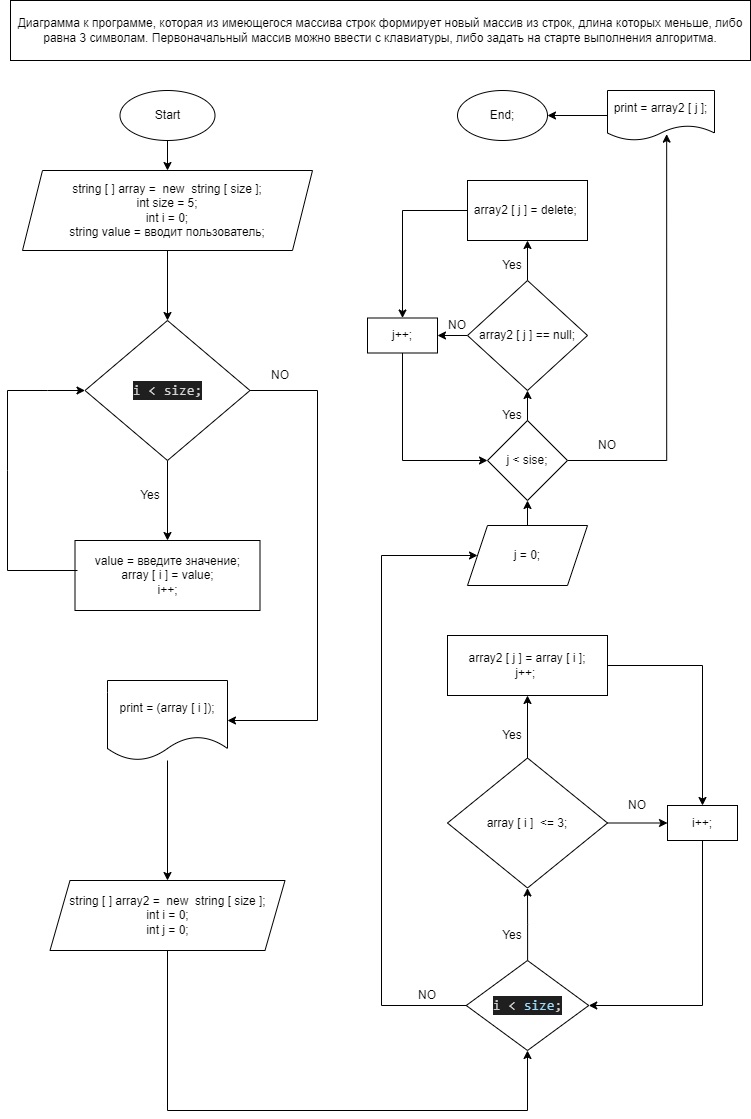 Диаграмма к программе, которая из имеющегося массива строк формирует новый массив из строк, длина которых меньше, либо
равна 3 символам. Первоначальный массив можно ввести с клавиатуры, либо задать на старте выполнения алгоритма.
Start
string [ ] array = new string [ size ];
int size = 5;
int i = 0;
string value = вводит пользователь;
i < size;
NO
Yes
value = введите значение;
array [ i ] = value;
i++;
print = (array [ i ]);
string [ ] array2 = new string [ size ];
int i = 0;
int j = 0;
i < size;
NO
Yes
array [ i ] <= 3;
NO
i++;
Yes
array2 [ j ] = array [ i ];
j++;
j = 0;
j < sise;
NO
Yes
array2 [ j ] == null;
NO
j++;
Yes
array2 [ j ] = delete;
print = array2 [ j ];
End;